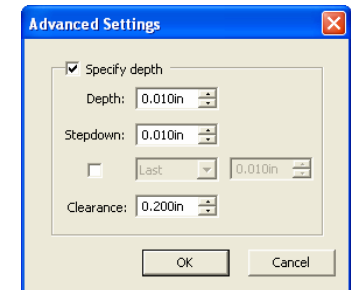 Advanced Settings
Specify depth
Depth: 0.010in
Stepdown: 0.010in
Last 0.010in
Clearance: 0.200in
OK Cancel